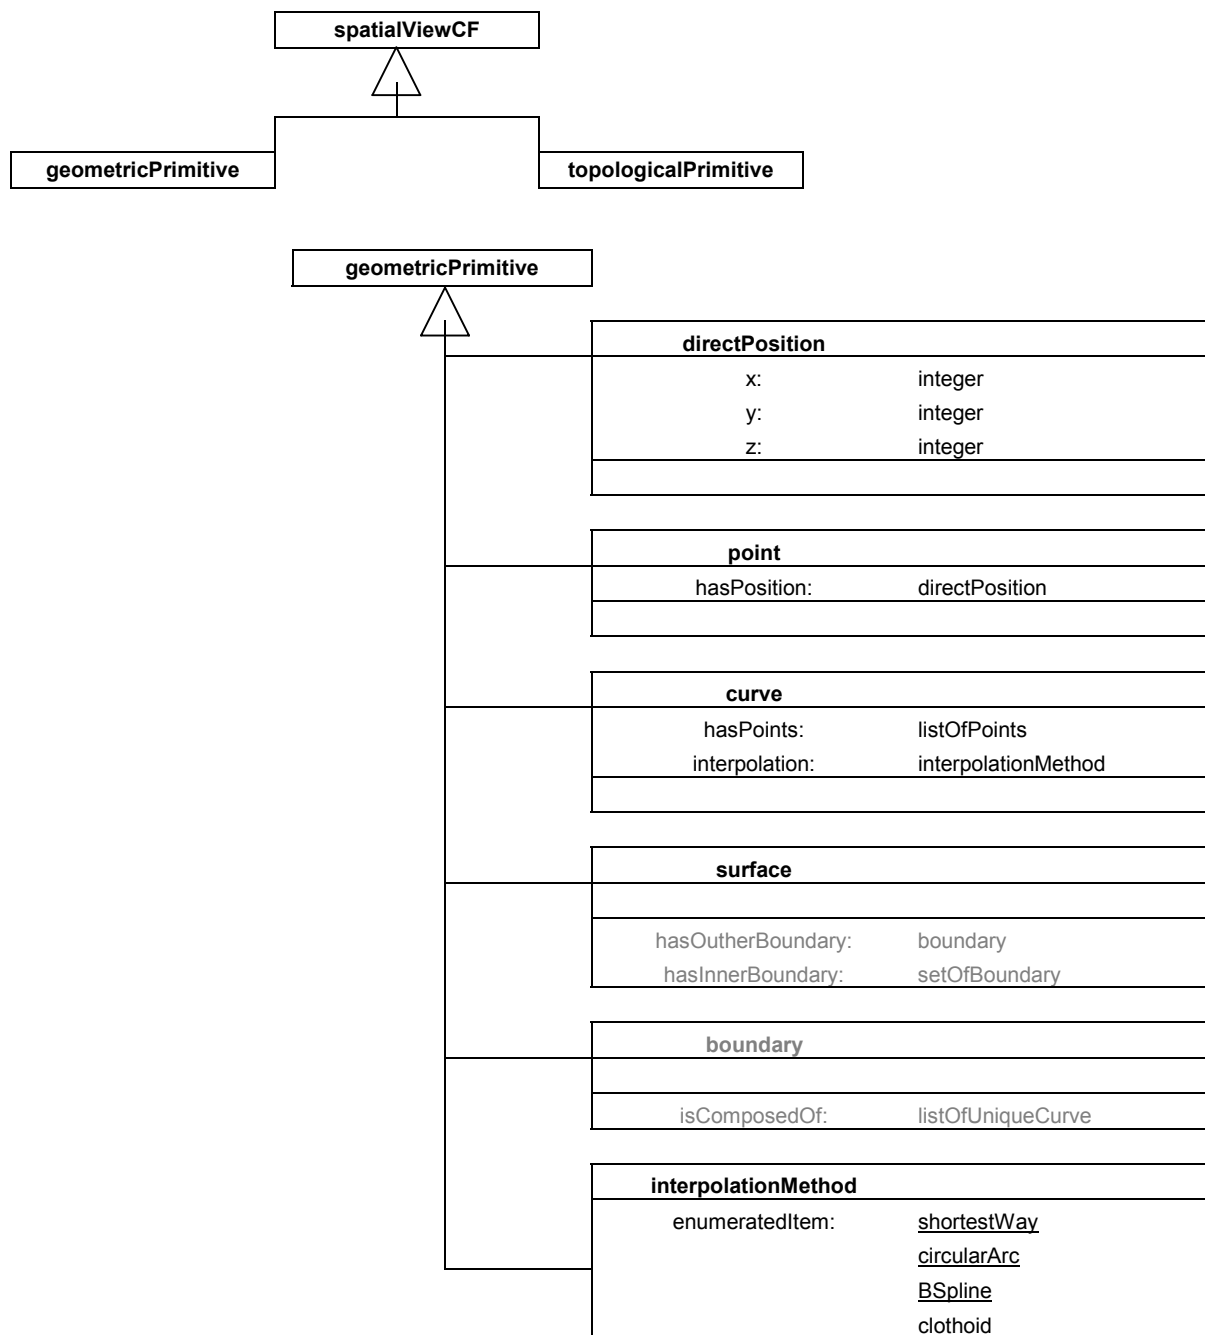 spatialViewCF
geometricPrimitive topologicalPrimitive
geometricPrimitive
directPosition
x: integer
y: integer
z: integer
point
hasPosition: directPosition
curve
hasPoints: listOfPoints
interpolation: interpolationMethod
surface
hasOutherBoundary: boundary
hasInnerBoundary: setOfBoundary
boundary
isComposedOf: listOfUniqueCurve
interpolationMethod
enumeratedItem: shortestWay
circularArc
BSpline
clothoid